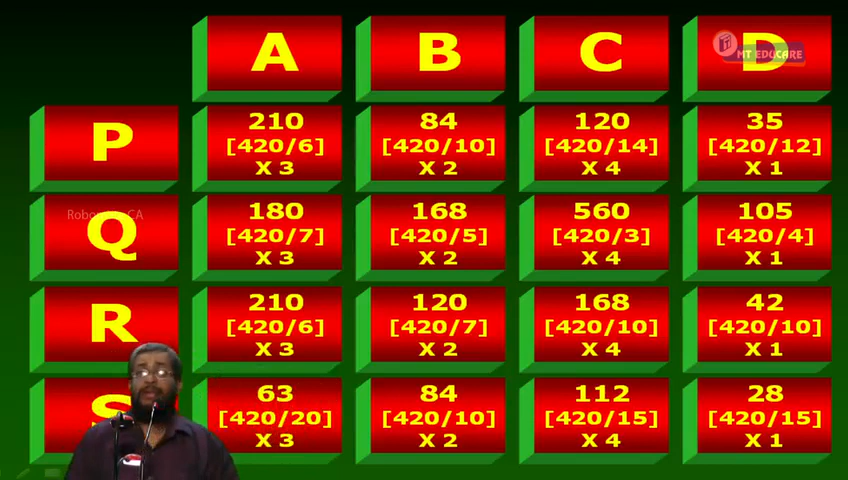 A B C D
MT EDUCARE
P
210 84 120 35
[420/6] [420/10] [420/14] [420/12]
X 3 X 2 X 4 X 1
Q
180 168 560 105
[420/7] [420/5] [420/3] [420/4]
X 3 X 2 X 4 X 1
R
210 120 168 42
[420/6] [420/7] [420/10] [420/10]
X 3 X 2 X 4 X 1
S
63 84 112 28
[420/20] [420/10] [420/15] [420/15]
X 3 X 2 X 4 X 1